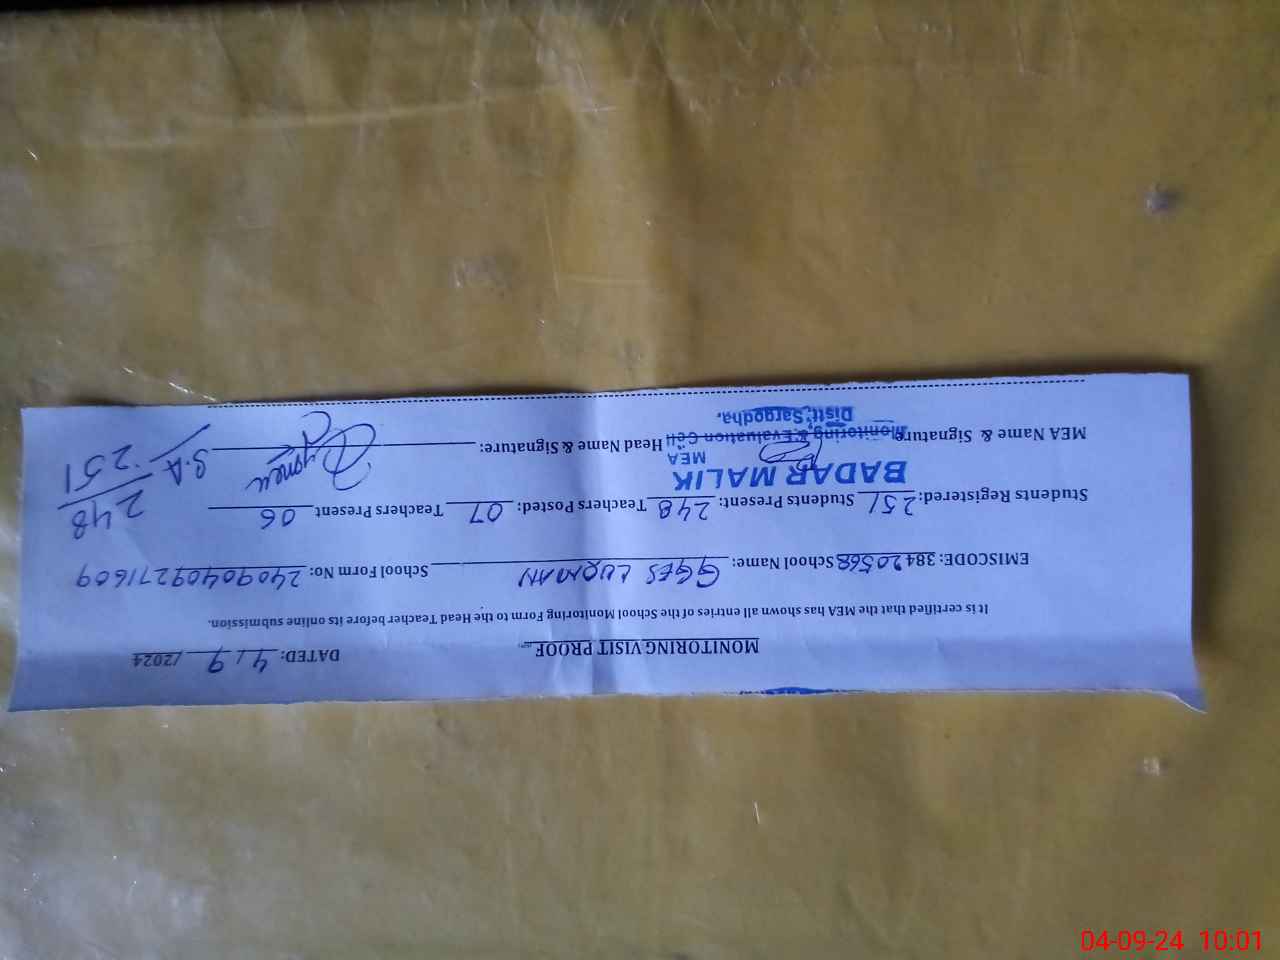 MONITORING VISIT PROOF
DATED: 4/9/2024
It is certified that the MEA has shown all entries of the School Monitoring Form to the Head Teacher before its online submission.
EMISCODE: 38420568 School Name: GGES LUQMAN School Form No: 240904092716 09
Students Registered: 251 Students Present: 248 Teachers Posted: 07 Teachers Present 06
248
251
BADAR MALIK
MEA
MEA Name & Signature Head Name & Signature: S.A 251
Monitoring & Evaluation Cell
Distt; Sargodha.
04-09-24 10:01